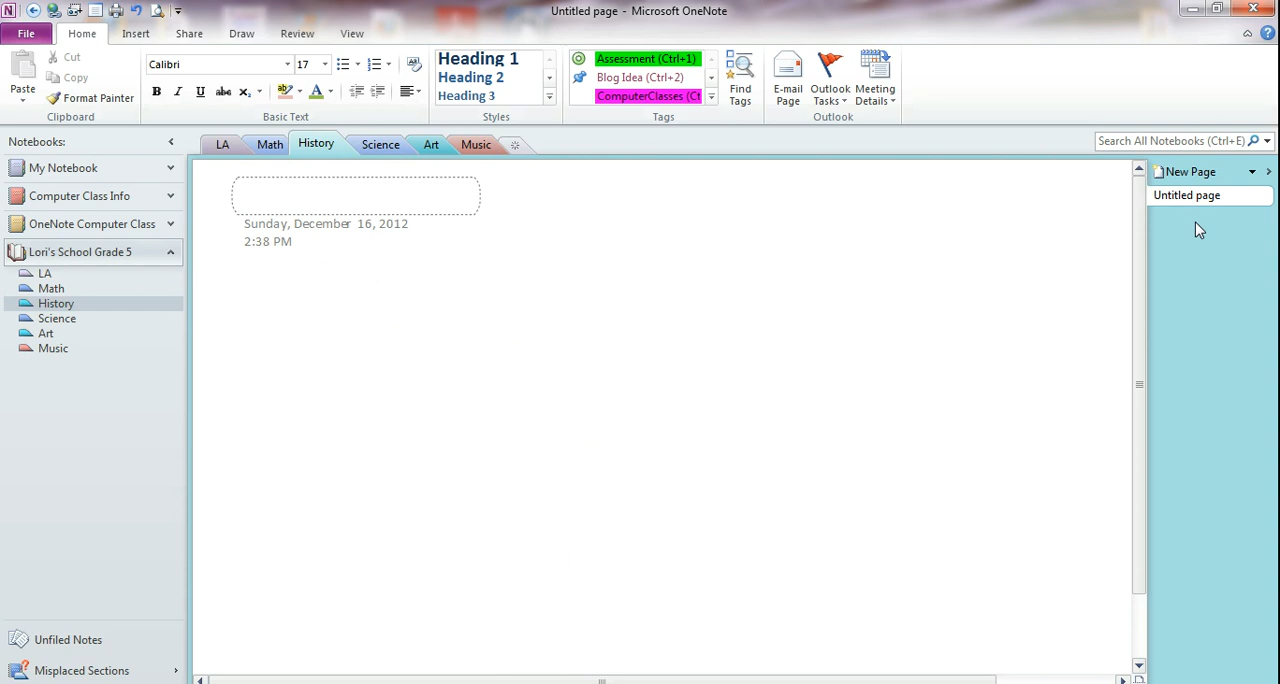 Untitled page - Microsoft OneNote
File Home Insert Share Draw Review View
Paste
Cut
Copy
Format Painter
Clipboard
Calibri 17
B I U abc X₂ A
Basic Text
Heading 1
Heading 2
Heading 3
Styles
Assessment (Ctrl+1)
Blog Idea (Ctrl+2)
ComputerClasses (Ct
Find
Tags
Tags
E-mail
Page
Outlook
Tasks
Meeting
Details
Outlook
Notebooks:
LA Math History Science Art Music
Search All Notebooks (Ctrl+E)
My Notebook
Computer Class Info
OneNote Computer Class
Lori's School Grade 5
LA
Math
History
Science
Art
Music
Unfiled Notes
Misplaced Sections
Sunday, December 16, 2012
2:38 PM
New Page
Untitled page